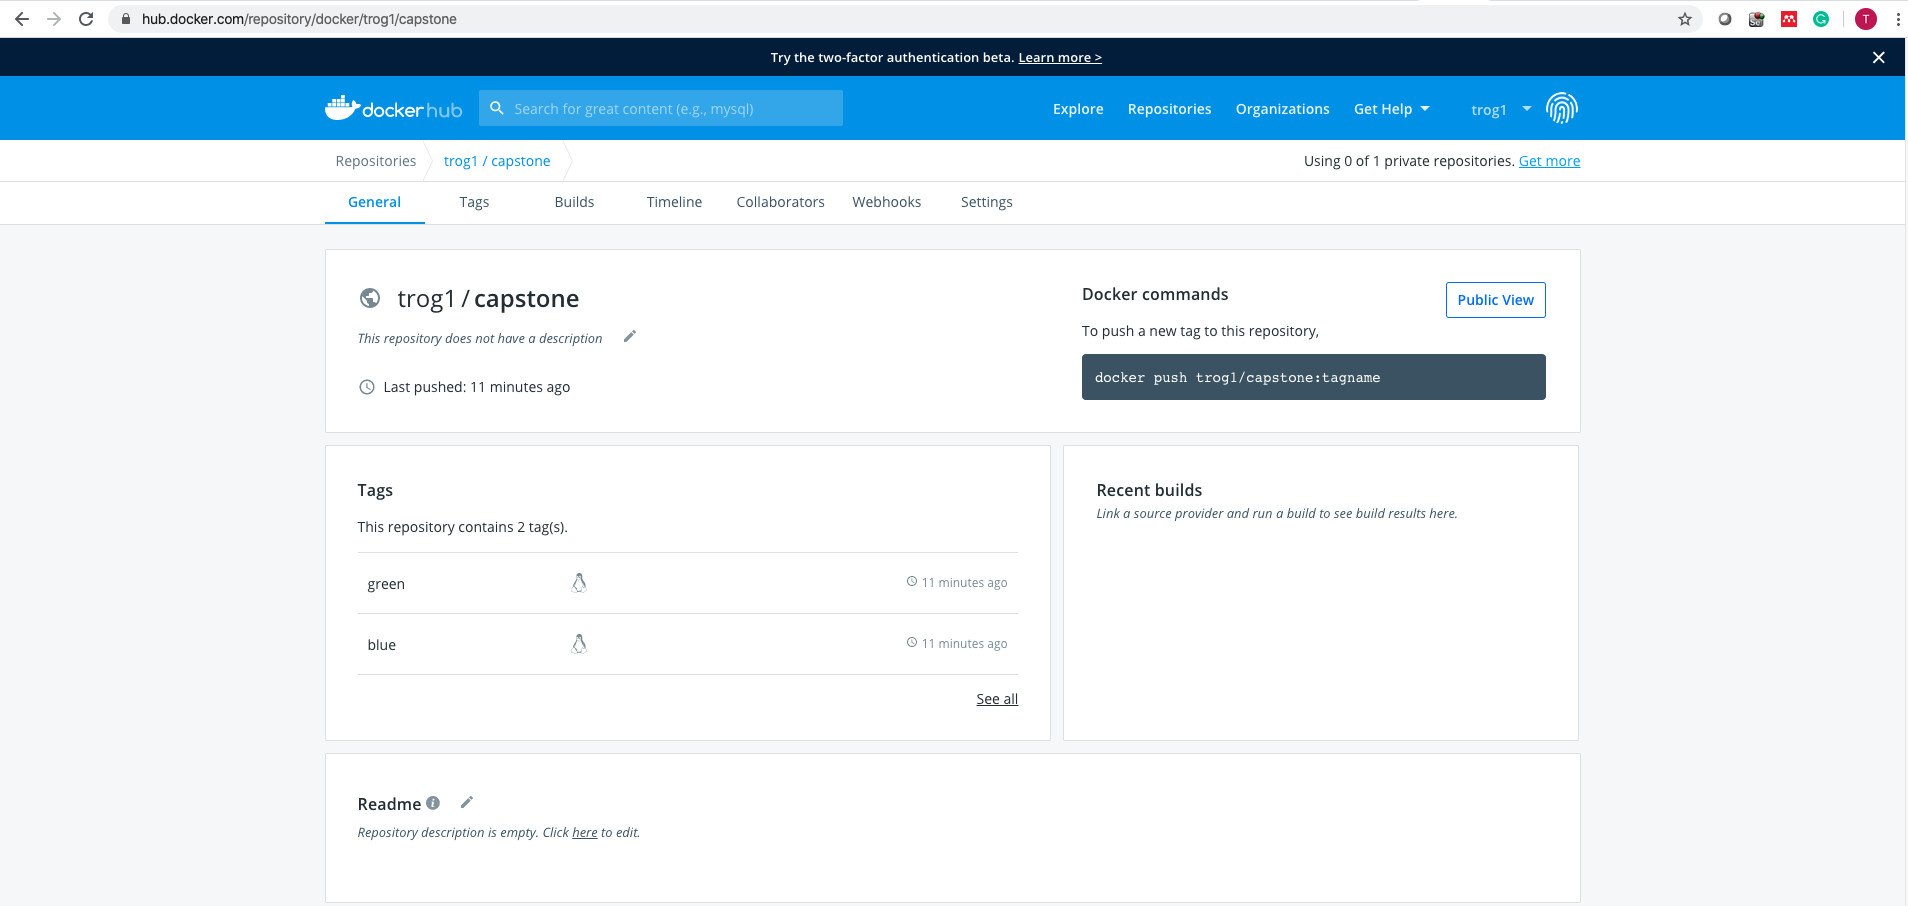 hub.docker.com/repository/docker/trog1/capstone
T
Try the two-factor authentication beta. Learn more >
docker hub
Search for great content (e.g., mysql)
Explore
Repositories
Organizations
Get Help
trog1
Repositories
trog1 / capstone
Using 0 of 1 private repositories. Get more
General
Tags
Builds
Timeline
Collaborators
Webhooks
Settings
trog1 / capstone
This repository does not have a description
Last pushed: 11 minutes ago
Docker commands
Public View
To push a new tag to this repository,
docker push trog1/capstone:tagname
Tags
This repository contains 2 tag(s).
green
11 minutes ago
blue
11 minutes ago
See all
Recent builds
Link a source provider and run a build to see build results here.
Readme
Repository description is empty. Click here to edit.